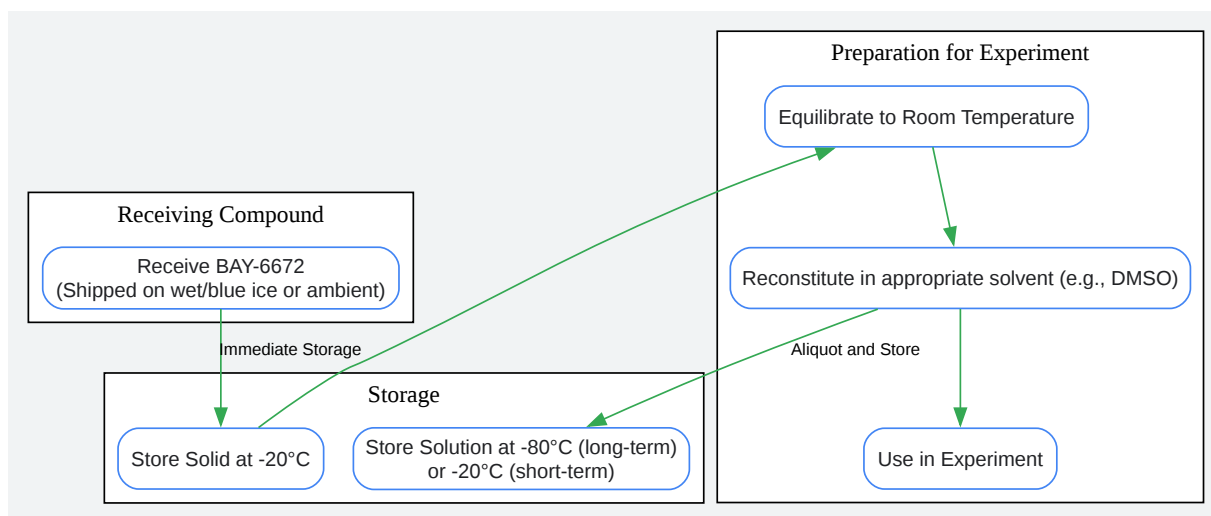 Preparation for Experiment
Equilibrate to Room Temperature
Receiving Compound
Receive BAY-6672
(Shipped on wet/blue ice or ambient)
Reconstitute in appropriate solvent (e.g., DMSO)
Immediate Storage
Aliquot and Store
Storage
Store Solid at -20°C
Store Solution at -80°C (long-term)
or -20°C (short-term)
Use in Experiment